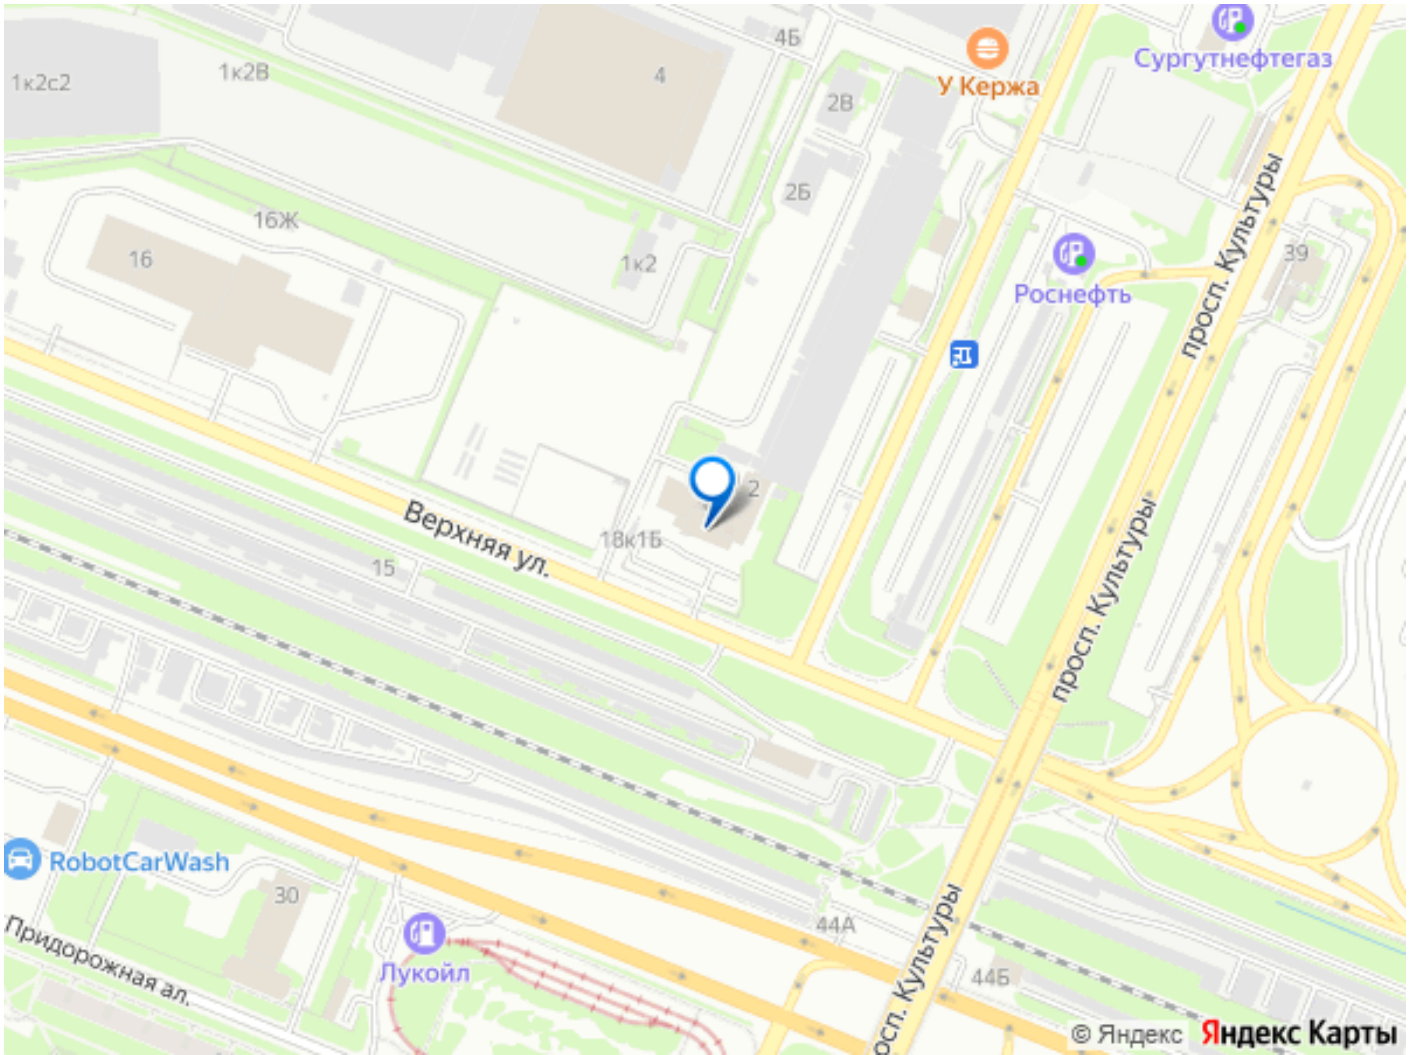 4Б
Сургутнефтегаз
1к2с2
1к2В
4
У Кержа
2В
2Б
просп. Культуры
16Ж
16
1к2
39
Роснефть
2
Верхняя ул.
18к1Б
15
просп. Культуры
RobotCarWash
30
44А
Придорожная ал.
Лукойл
44Б
осп. Культуры
© Яндекс Яндекс Карты